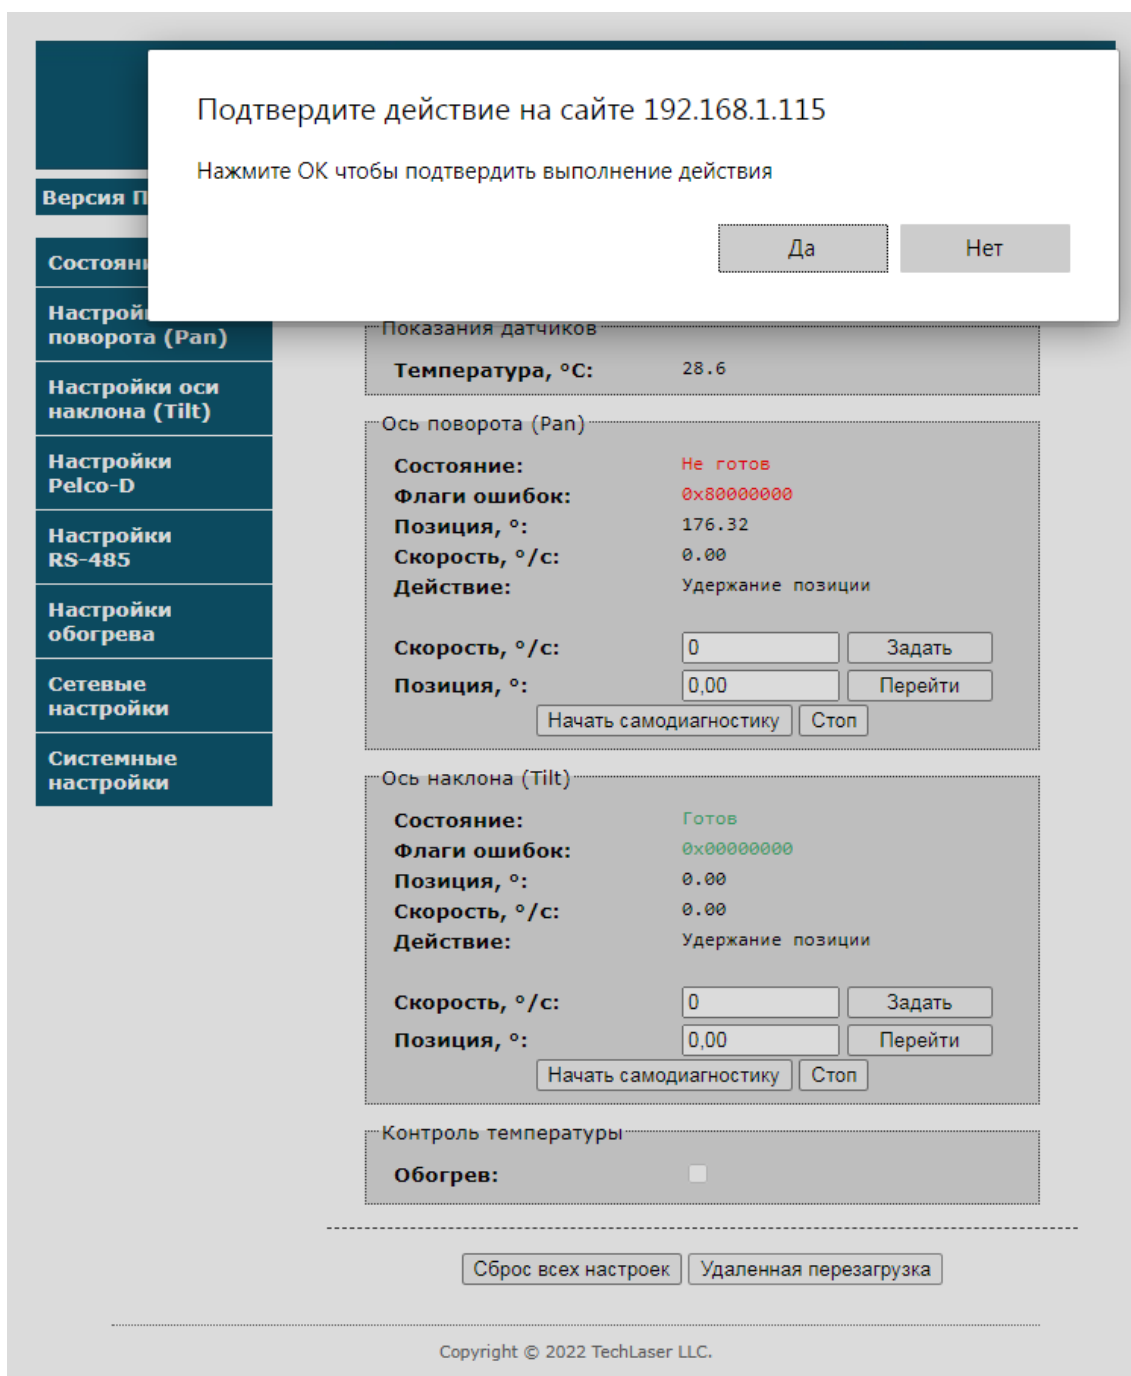 Подтвердите действие на сайте 192.168.1.115
Нажмите ОК чтобы подтвердить выполнение действия
Да Нет
Версия П
Состояни
Настройк
поворота (Pan)
Настройки оси
наклона (Tilt)
Настройки
Pelco-D
Настройки
RS-485
Настройки
обогрева
Сетевые
настройки
Системные
настройки
Показания датчиков
Температура, °C: 28.6
Ось поворота (Pan)
Состояние: Не готов
Флаги ошибок: 0x80000000
Позиция, °: 176.32
Скорость, °/с: 0.00
Действие: Удержание позиции
Скорость, °/с: 0 Задать
Позиция, °: 0,00 Перейти
Начать самодиагностику Стоп
Ось наклона (Tilt)
Состояние: Готов
Флаги ошибок: 0x00000000
Позиция, °: 0.00
Скорость, °/с: 0.00
Действие: Удержание позиции
Скорость, °/с: 0 Задать
Позиция, °: 0,00 Перейти
Начать самодиагностику Стоп
Контроль температуры
Обогрев:
Сброс всех настроек Удаленная перезагрузка
Copyright © 2022 TechLaser LLC.